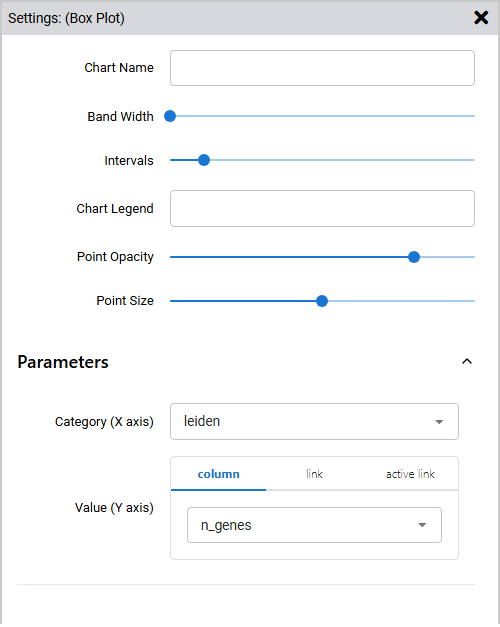 Settings: (Box Plot)
Chart Name
Band Width
Intervals
Chart Legend
Point Opacity
Point Size
Parameters
Category (X axis)
leiden
column link active link
Value (Y axis)
n_genes